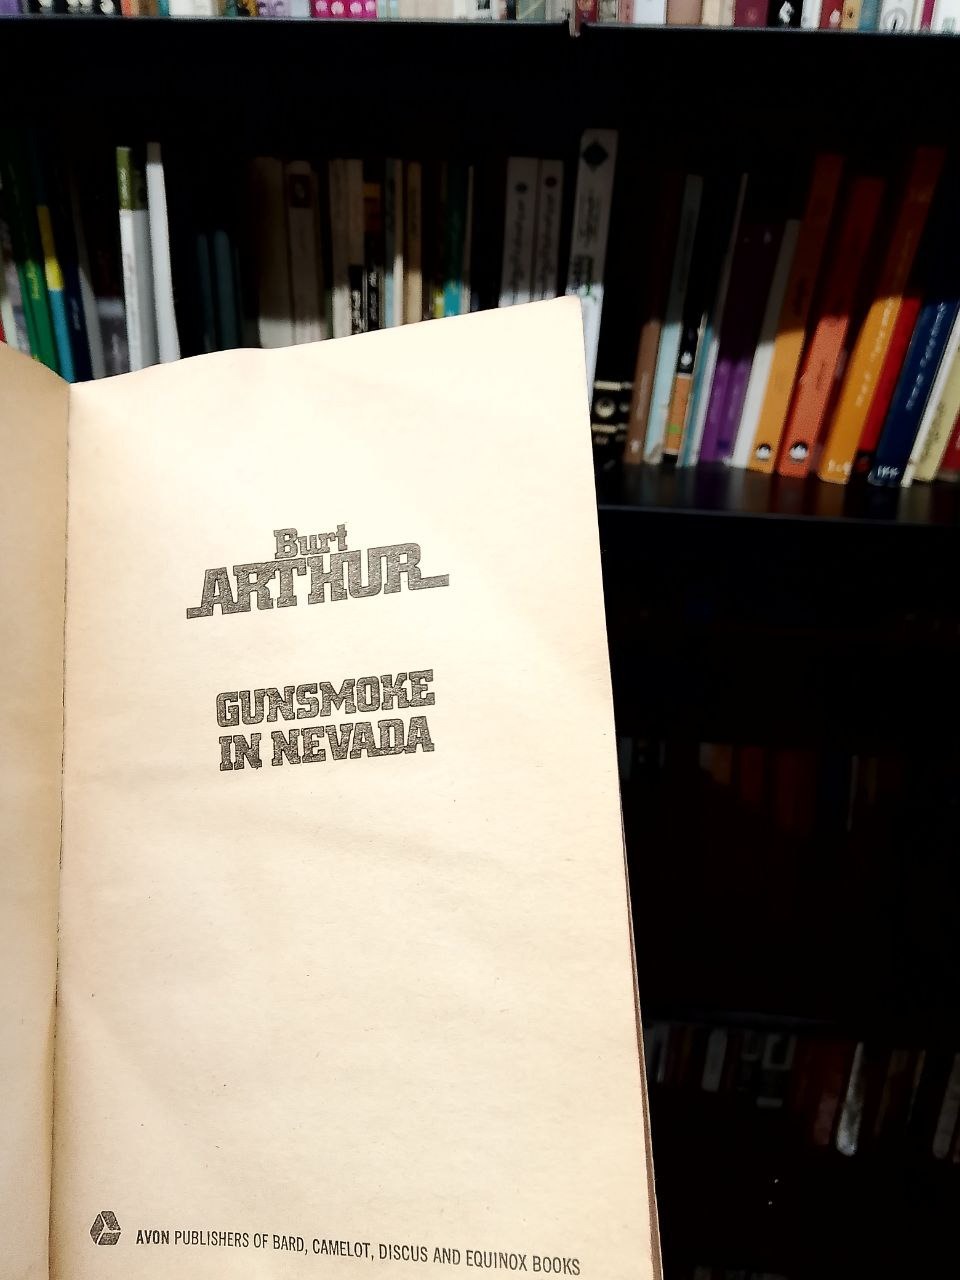 Burt
ARTHUR
GUNSMOKE
IN NEVADA
AVON PUBLISHERS OF BARD, CAMELOT, DISCUS AND EQUINOX BOOKS